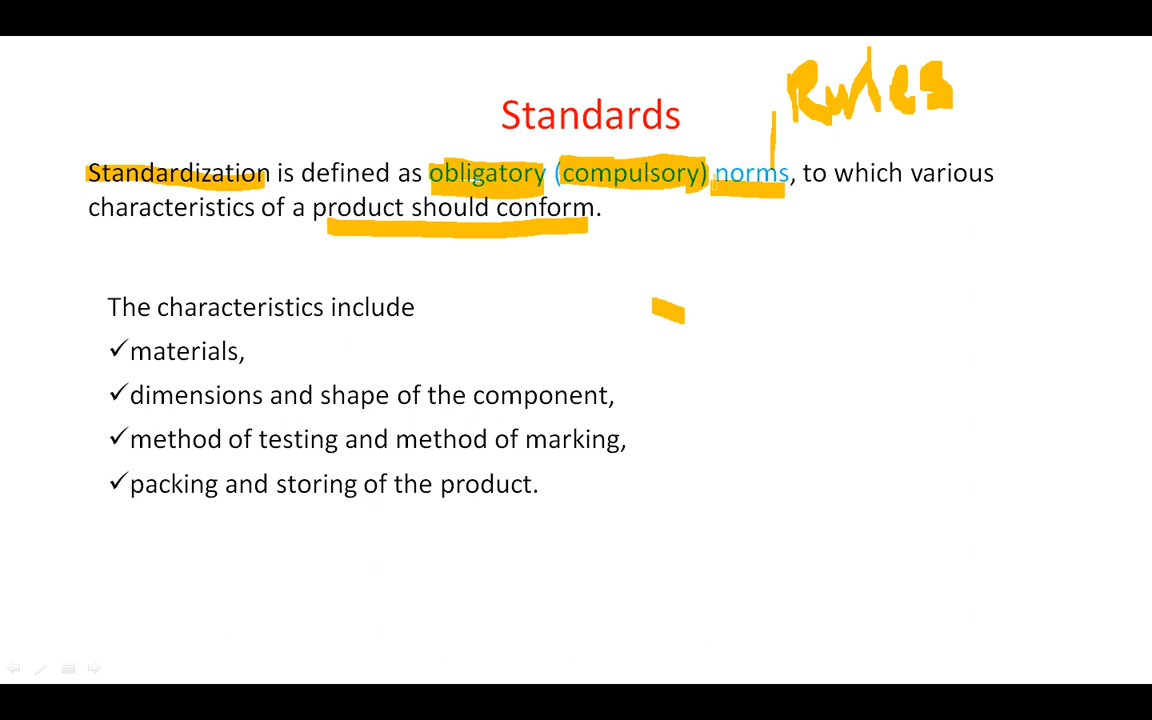 Rules
Standards
Standardization is defined as obligatory (compulsory) norms, to which various
characteristics of a product should conform.
The characteristics include
✓materials,
✓dimensions and shape of the component,
✓method of testing and method of marking,
✓packing and storing of the product.